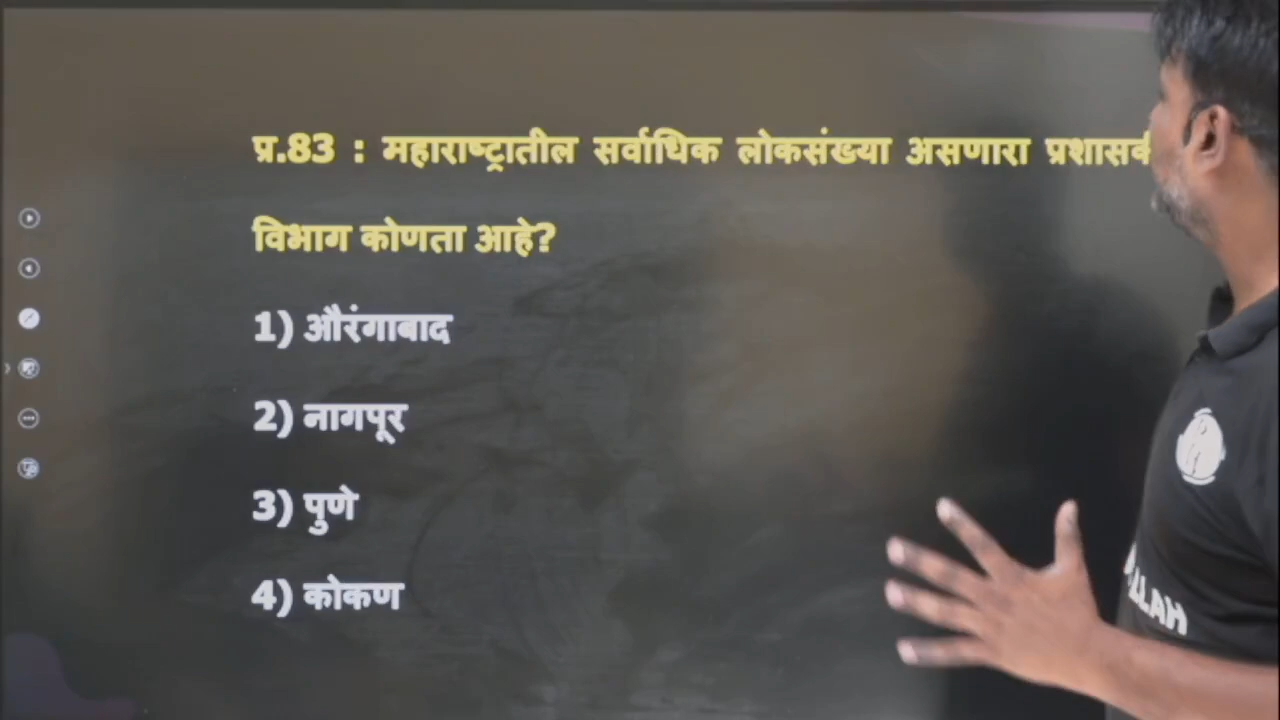 प्र.83 : महाराष्ट्रातील सर्वाधिक लोकसंख्या असणारा
विभाग कोणता आहे?
1) औरंगाबाद
2) नागपूर
3) पुणे
4) कोकण